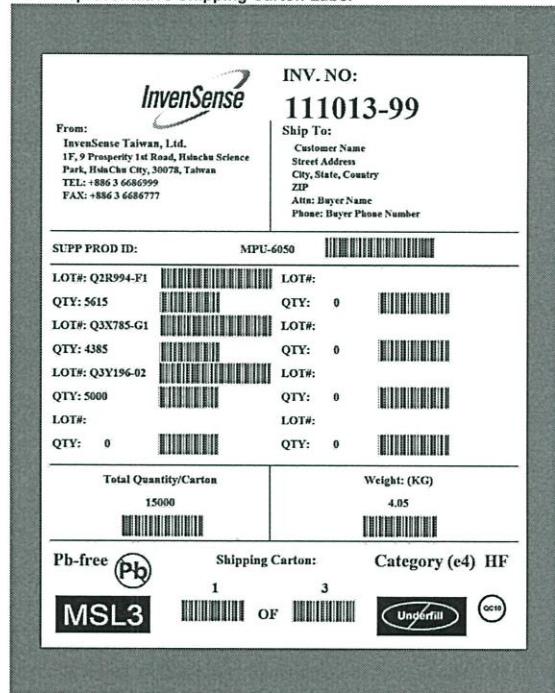 InvenSense
From:
InvenSense Taiwan, Ltd.
1F, 9 Prosperity 1st Road, Hsinchu Science
Park, HsinChu City, 30078, Taiwan
TEL: +886 3 6686999
FAX: +886 3 6686777
INV. NO:
111013-99
Ship To:
Customer Name
Street Address
City, State, Country
ZIP
Attn: Buyer Name
Phone: Buyer Phone Number
SUPP PROD ID: MPU-6050
LOT#: Q2R994-F1
QTY: 5615
LOT#: Q3X785-G1
QTY: 4385
LOT#: Q3Y196-02
QTY: 5000
LOT#:
QTY: 0
LOT#:
QTY: 0
LOT#:
QTY: 0
LOT#:
QTY: 0
LOT#:
QTY: 0
Total Quantity/Carton
15000
Weight: (KG)
4.05
Pb-free Pb
MSL3
Shipping Carton:
1 OF 3
Category (e4) HF
Underfill
QC10